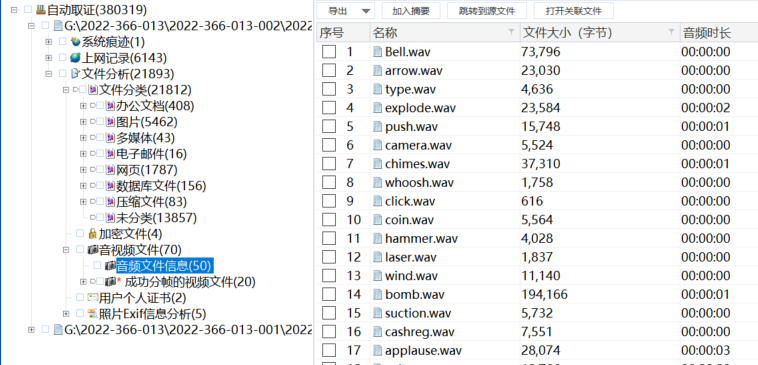 自动取证(380319)
G:\2022-366-013\2022-366-013-002\2022
系统痕迹(1)
上网记录(6143)
文件分析(21893)
文件分类(21812)
办公文档(408)
图片(5462)
多媒体(43)
电子邮件(16)
网页(1787)
数据库文件(156)
压缩文件(83)
未分类(13857)
加密文件(4)
音视频文件(70)
音频文件信息(50)
* 成功分帧的视频文件(20)
用户个人证书(2)
照片Exif信息分析(5)
G:\2022-366-013\2022-366-013-001\2022
导出 加入摘要 跳转到源文件 打开关联文件
序号 名称 文件大小（字节） 音频时长
1 Bell.wav 73,796 00:00:00
2 arrow.wav 23,030 00:00:00
3 type.wav 4,636 00:00:00
4 explode.wav 23,584 00:00:02
5 push.wav 15,748 00:00:01
6 camera.wav 5,524 00:00:00
7 chimes.wav 37,310 00:00:01
8 whoosh.wav 1,758 00:00:00
9 click.wav 616 00:00:00
10 coin.wav 5,564 00:00:00
11 hammer.wav 4,028 00:00:00
12 laser.wav 1,837 00:00:00
13 wind.wav 11,140 00:00:00
14 bomb.wav 194,166 00:00:01
15 suction.wav 5,732 00:00:00
16 cashreg.wav 7,551 00:00:00
17 applause.wav 28,074 00:00:03